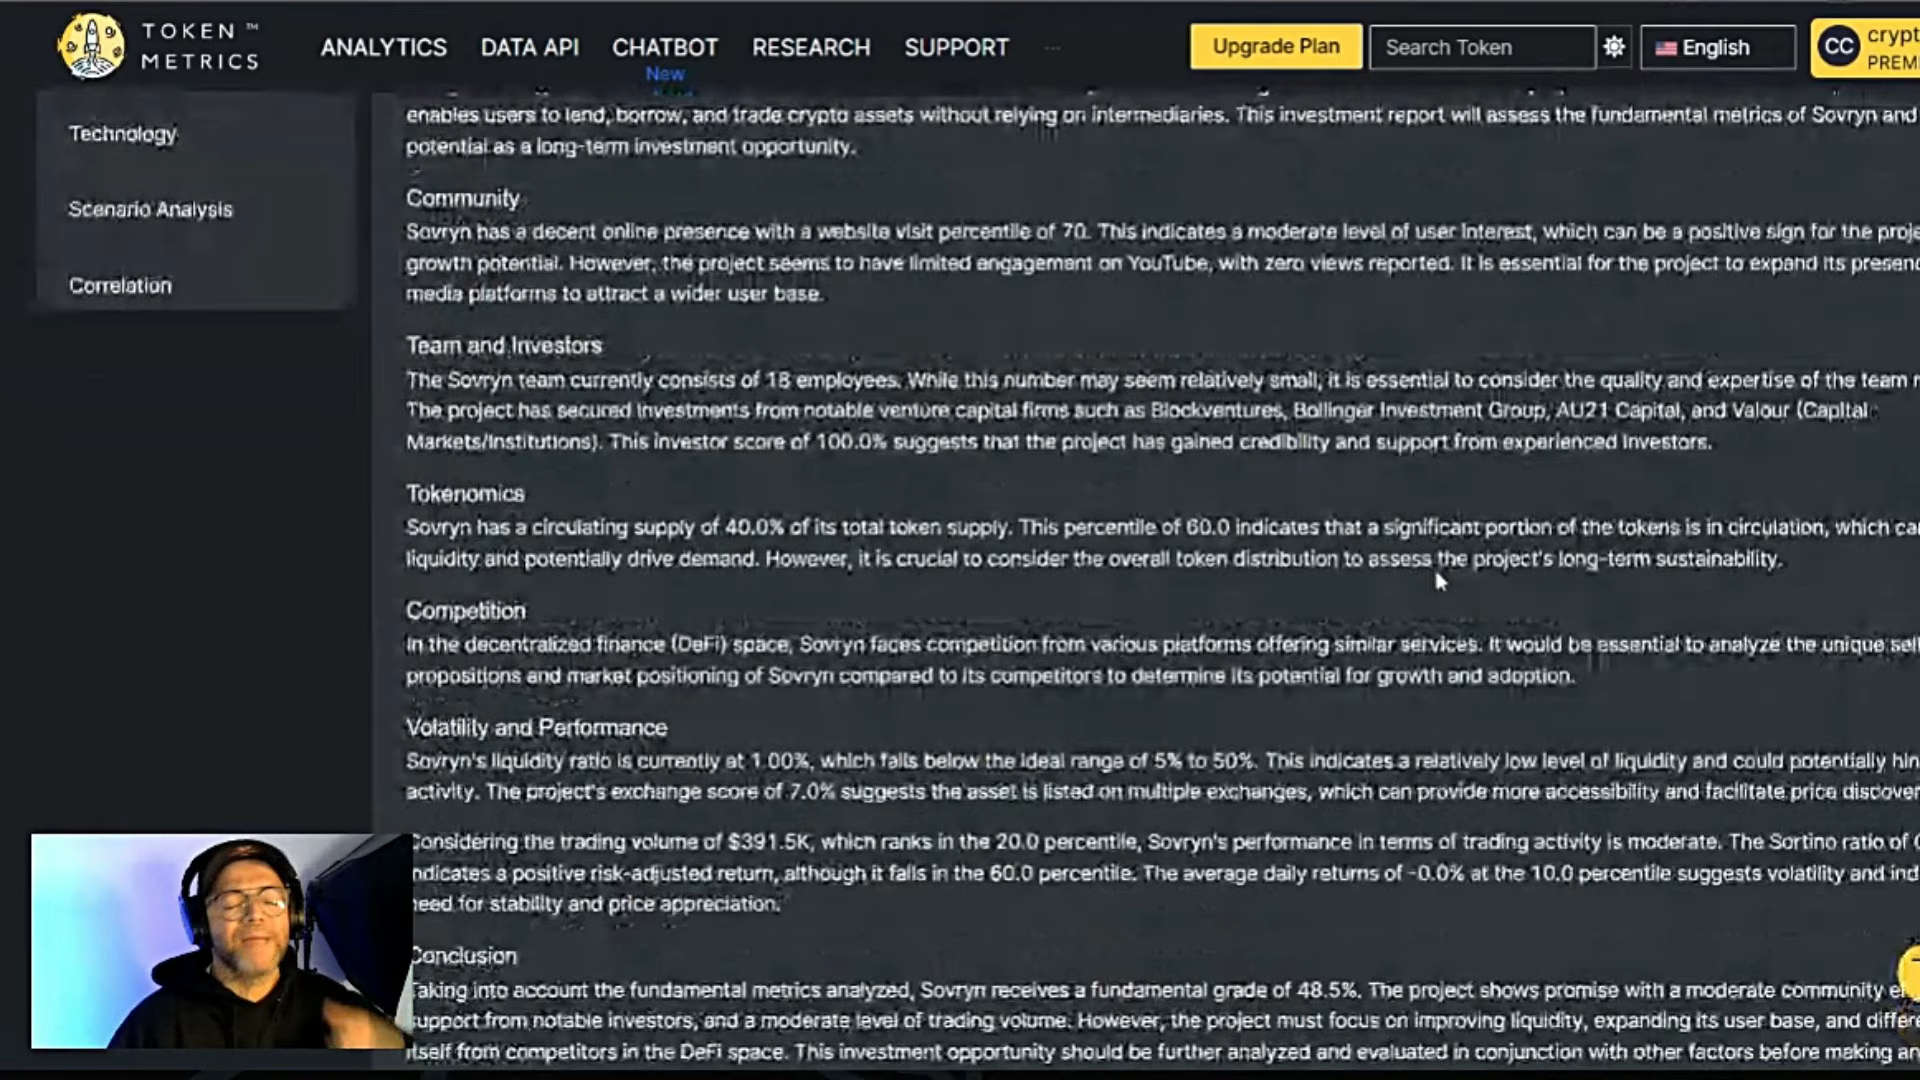 TOKEN ™
METRICS
ANALYTICS
DATA API
CHATBOT
New
RESEARCH
SUPPORT
...
Upgrade Plan
Search Token
English
CC
crypt
PREMI
Technology
Scenario Analysis
Correlation
enables users to lend, borrow, and trade crypto assets without relying on intermediaries. This investment report will assess the fundamental metrics of Sovryn and
potential as a long-term investment opportunity.
Community
Sovryn has a decent online presence with a website visit percentile of 70. This indicates a moderate level of user interest, which can be a positive sign for the proje
growth potential. However, the project seems to have limited engagement on YouTube, with zero views reported. It is essential for the project to expand its presenc
media platforms to attract a wider user base.
Team and Investors
The Sovryn team currently consists of 18 employees. While this number may seem relatively small, it is essential to consider the quality and expertise of the team
The project has secured investments from notable venture capital firms such as Blockventures, Bollinger Investment Group, AU21 Capital, and Valour (Capital
Markets/Institutions). This investor score of 100.0% suggests that the project has gained credibility and support from experienced investors.
Tokenomics
Sovryn has a circulating supply of 40.0% of its total token supply. This percentile of 60.0 indicates that a significant portion of the tokens is in circulation, which ca
liquidity and potentially drive demand. However, it is crucial to consider the overall token distribution to assess the project's long-term sustainability.
Competition
In the decentralized finance (DeFi) space, Sovryn faces competition from various platforms offering similar services. It would be essential to analyze the unique sell
propositions and market positioning of Sovryn compared to its competitors to determine its potential for growth and adoption.
Volatility and Performance
Sovryn's liquidity ratio is currently at 1.00%, which falls below the ideal range of 5% to 50%. This indicates a relatively low level of liquidity and could potentially hin
activity. The project's exchange score of 7.0% suggests the asset is listed on multiple exchanges, which can provide more accessibility and facilitate price discover
Considering the trading volume of $391.5K, which ranks in the 20.0 percentile, Sovryn's performance in terms of trading activity is moderate. The Sortino ratio of
indicates a positive risk-adjusted return, although it falls in the 60.0 percentile. The average daily returns of -0.0% at the 10.0 percentile suggests volatility and ind
need for stability and price appreciation.
Conclusion
Taking into account the fundamental metrics analyzed, Sovryn receives a fundamental grade of 48.5%. The project shows promise with a moderate community e
support from notable investors, and a moderate level of trading volume. However, the project must focus on improving liquidity, expanding its user base, and differe
itself from competitors in the DeFi space. This investment opportunity should be further analyzed and evaluated in conjunction with other factors before making an